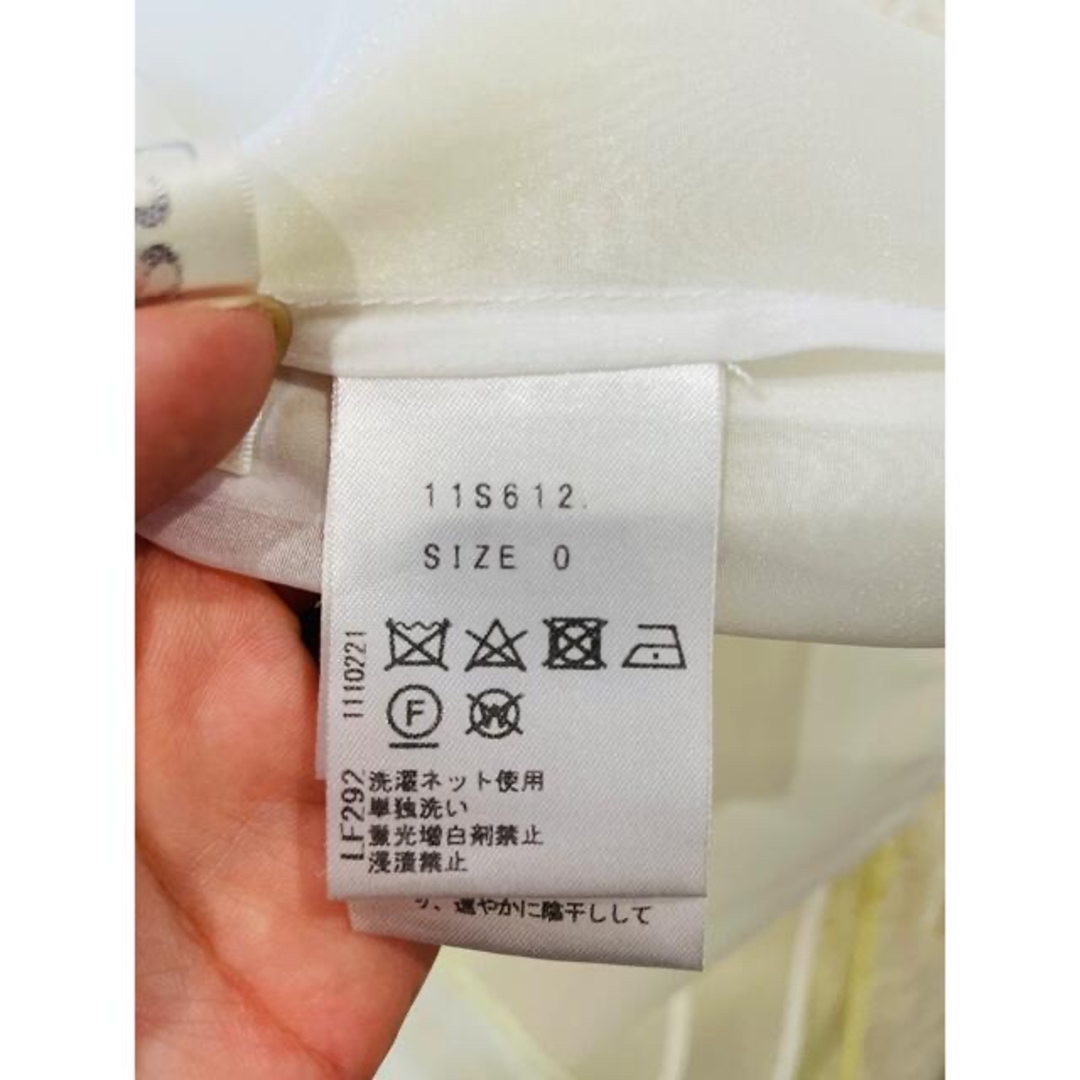 11S612.
SIZE 0
1110221
F
W
LF292
洗濯ネット使用
単独洗い
蛍光増白剤禁止
浸漬禁止
り、速やかに陰干しして